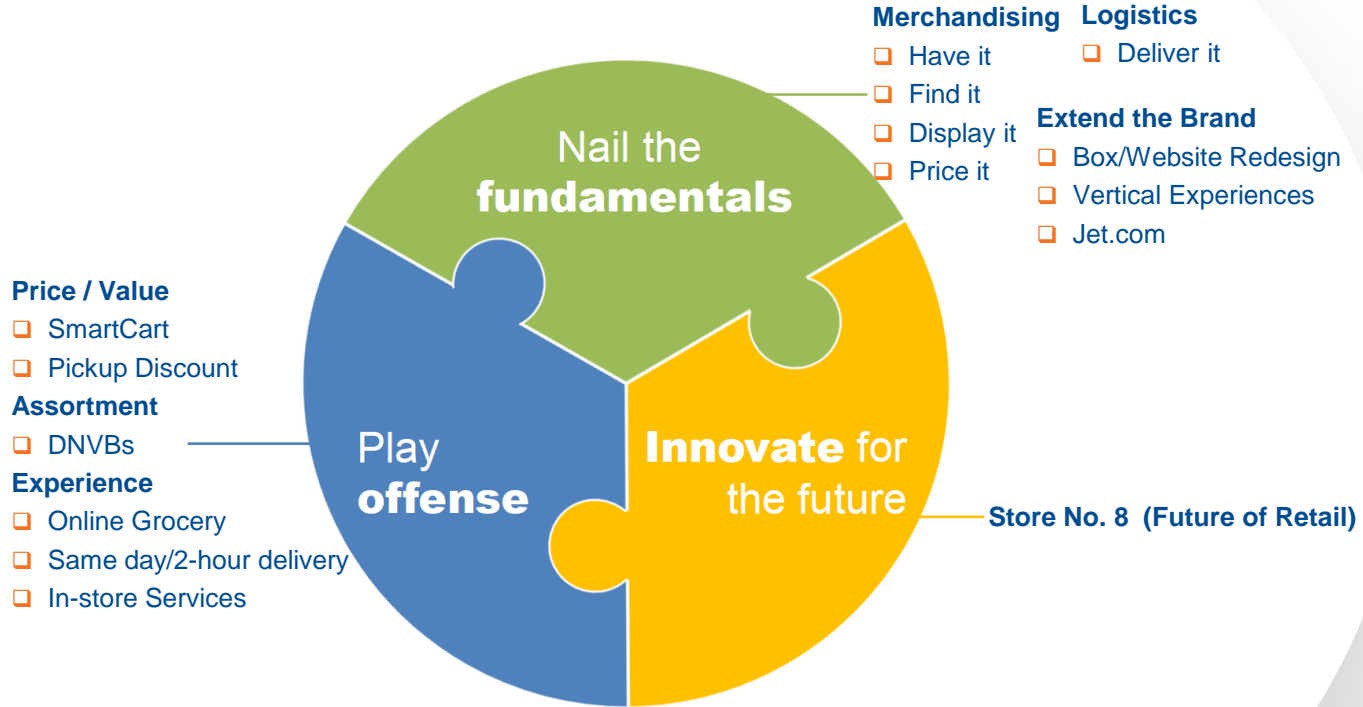 Merchandising
Have it
Find it
Display it
Price it
Logistics
Deliver it
Extend the Brand
Box/Website Redesign
Vertical Experiences
Jet.com
Nail the
fundamentals
Price / Value
SmartCart
Pickup Discount
Assortment
DNVBs
Experience
Online Grocery
Same day/2-hour delivery
In-store Services
Play
offense
Innovate for
the future
Store No. 8 (Future of Retail)